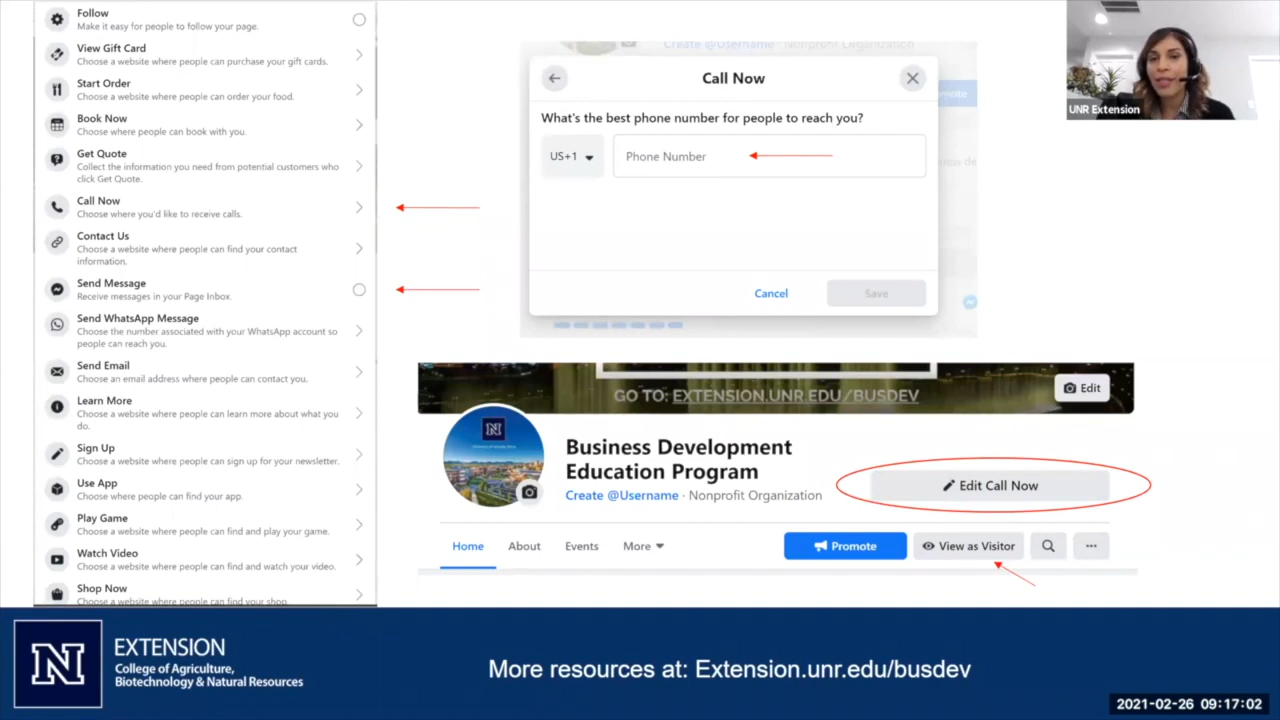 Follow
Make it easy for people to follow your page.
View Gift Card
Choose a website where people can purchase your gift cards.
Start Order
Choose a website where people can order your food.
Book Now
Choose where people can book with you.
Get Quote
Collect the information you need from potential customers who
click Get Quote.
Call Now
Choose where you'd like to receive calls.
Contact Us
Choose a website where people can find your contact
information.
Send Message
Receive messages in your Page Inbox.
Send WhatsApp Message
Choose the number associated with your WhatsApp account so
people can reach you.
Send Email
Choose an email address where people can contact you.
Learn More
Choose a website where people can learn more about what you
do.
Sign Up
Choose a website where people can sign up for your newsletter.
Use App
Choose where people can find your app.
Play Game
Choose a website where people can find and play your game.
Watch Video
Choose a website where people can find and watch your video.
Shop Now
Choose a website where people can find your shop.
Create @Username · Nonprofit Organization
Call Now
What's the best phone number for people to reach you?
US+1
Phone Number
Cancel
Save
UNR Extension
GO TO: EXTENSION.UNR.EDU/BUSDEV
Edit
N
Business Development
Education Program
Create @Username · Nonprofit Organization
Edit Call Now
Home
About
Events
More
Promote
View as Visitor
N
EXTENSION
College of Agriculture,
Biotechnology & Natural Resources
More resources at: Extension.unr.edu/busdev
2021-02-26 09:17:02